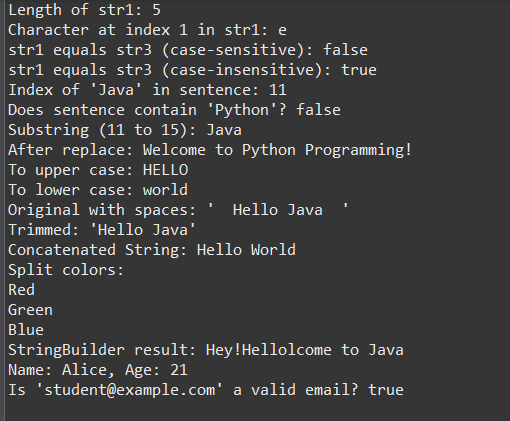 Length of str1: 5
Character at index 1 in str1: e
str1 equals str3 (case-sensitive): false
str1 equals str3 (case-insensitive): true
Index of 'Java' in sentence: 11
Does sentence contain 'Python'? false
Substring (11 to 15): Java
After replace: Welcome to Python Programming!
To upper case: HELLO
To lower case: world
Original with spaces: '  Hello Java  '
Trimmed: 'Hello Java'
Concatenated String: Hello World
Split colors:
Red
Green
Blue
StringBuilder result: Hey!Hellolcome to Java
Name: Alice, Age: 21
Is 'student@example.com' a valid email? true